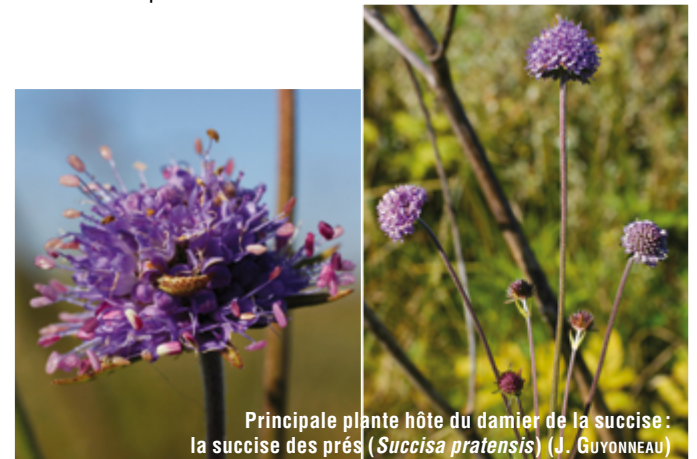 Principale plante hôte du damier de la succise :
la succise des prés (Succisa pratensis) (J. GUYONNEAU)